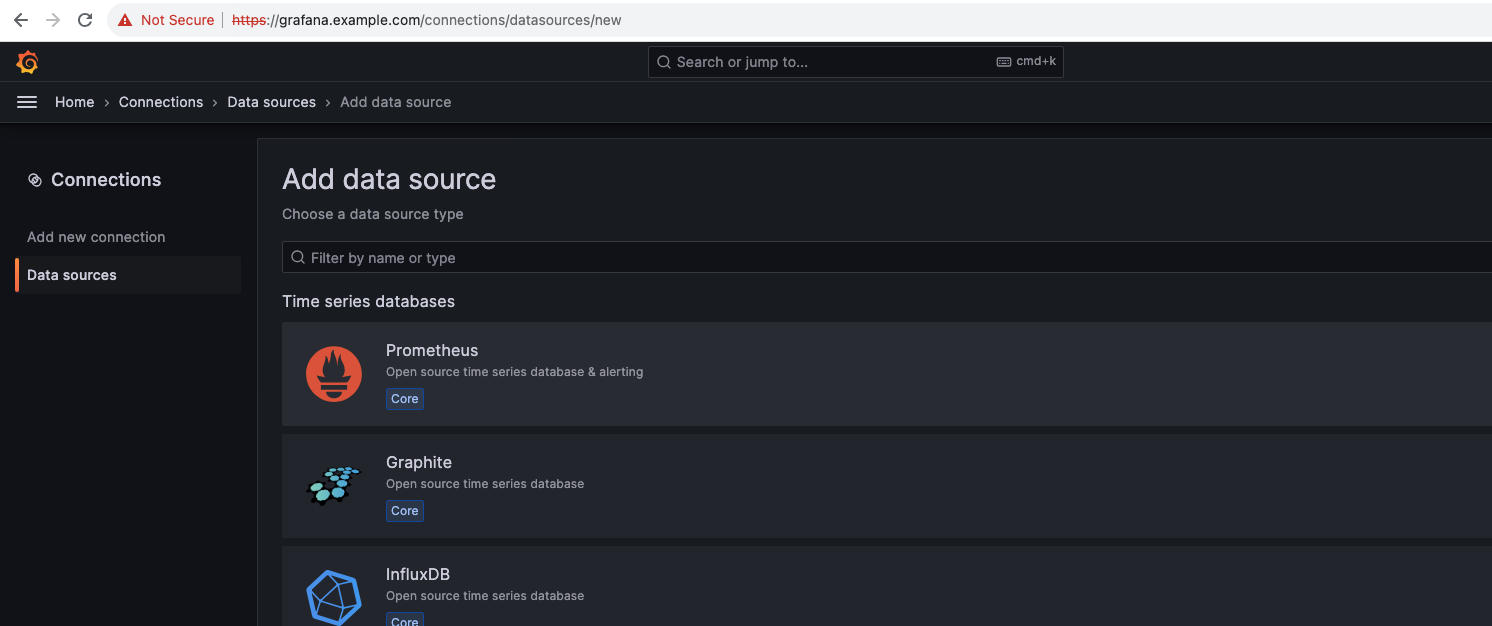 Not Secure https://grafana.example.com/connections/datasources/new
Search or jump to... cmd+k
Home › Connections › Data sources › Add data source
Connections
Add new connection
Data sources
Add data source
Choose a data source type
Filter by name or type
Time series databases
Prometheus
Open source time series database & alerting
Core
Graphite
Open source time series database
Core
InfluxDB
Open source time series database
Core